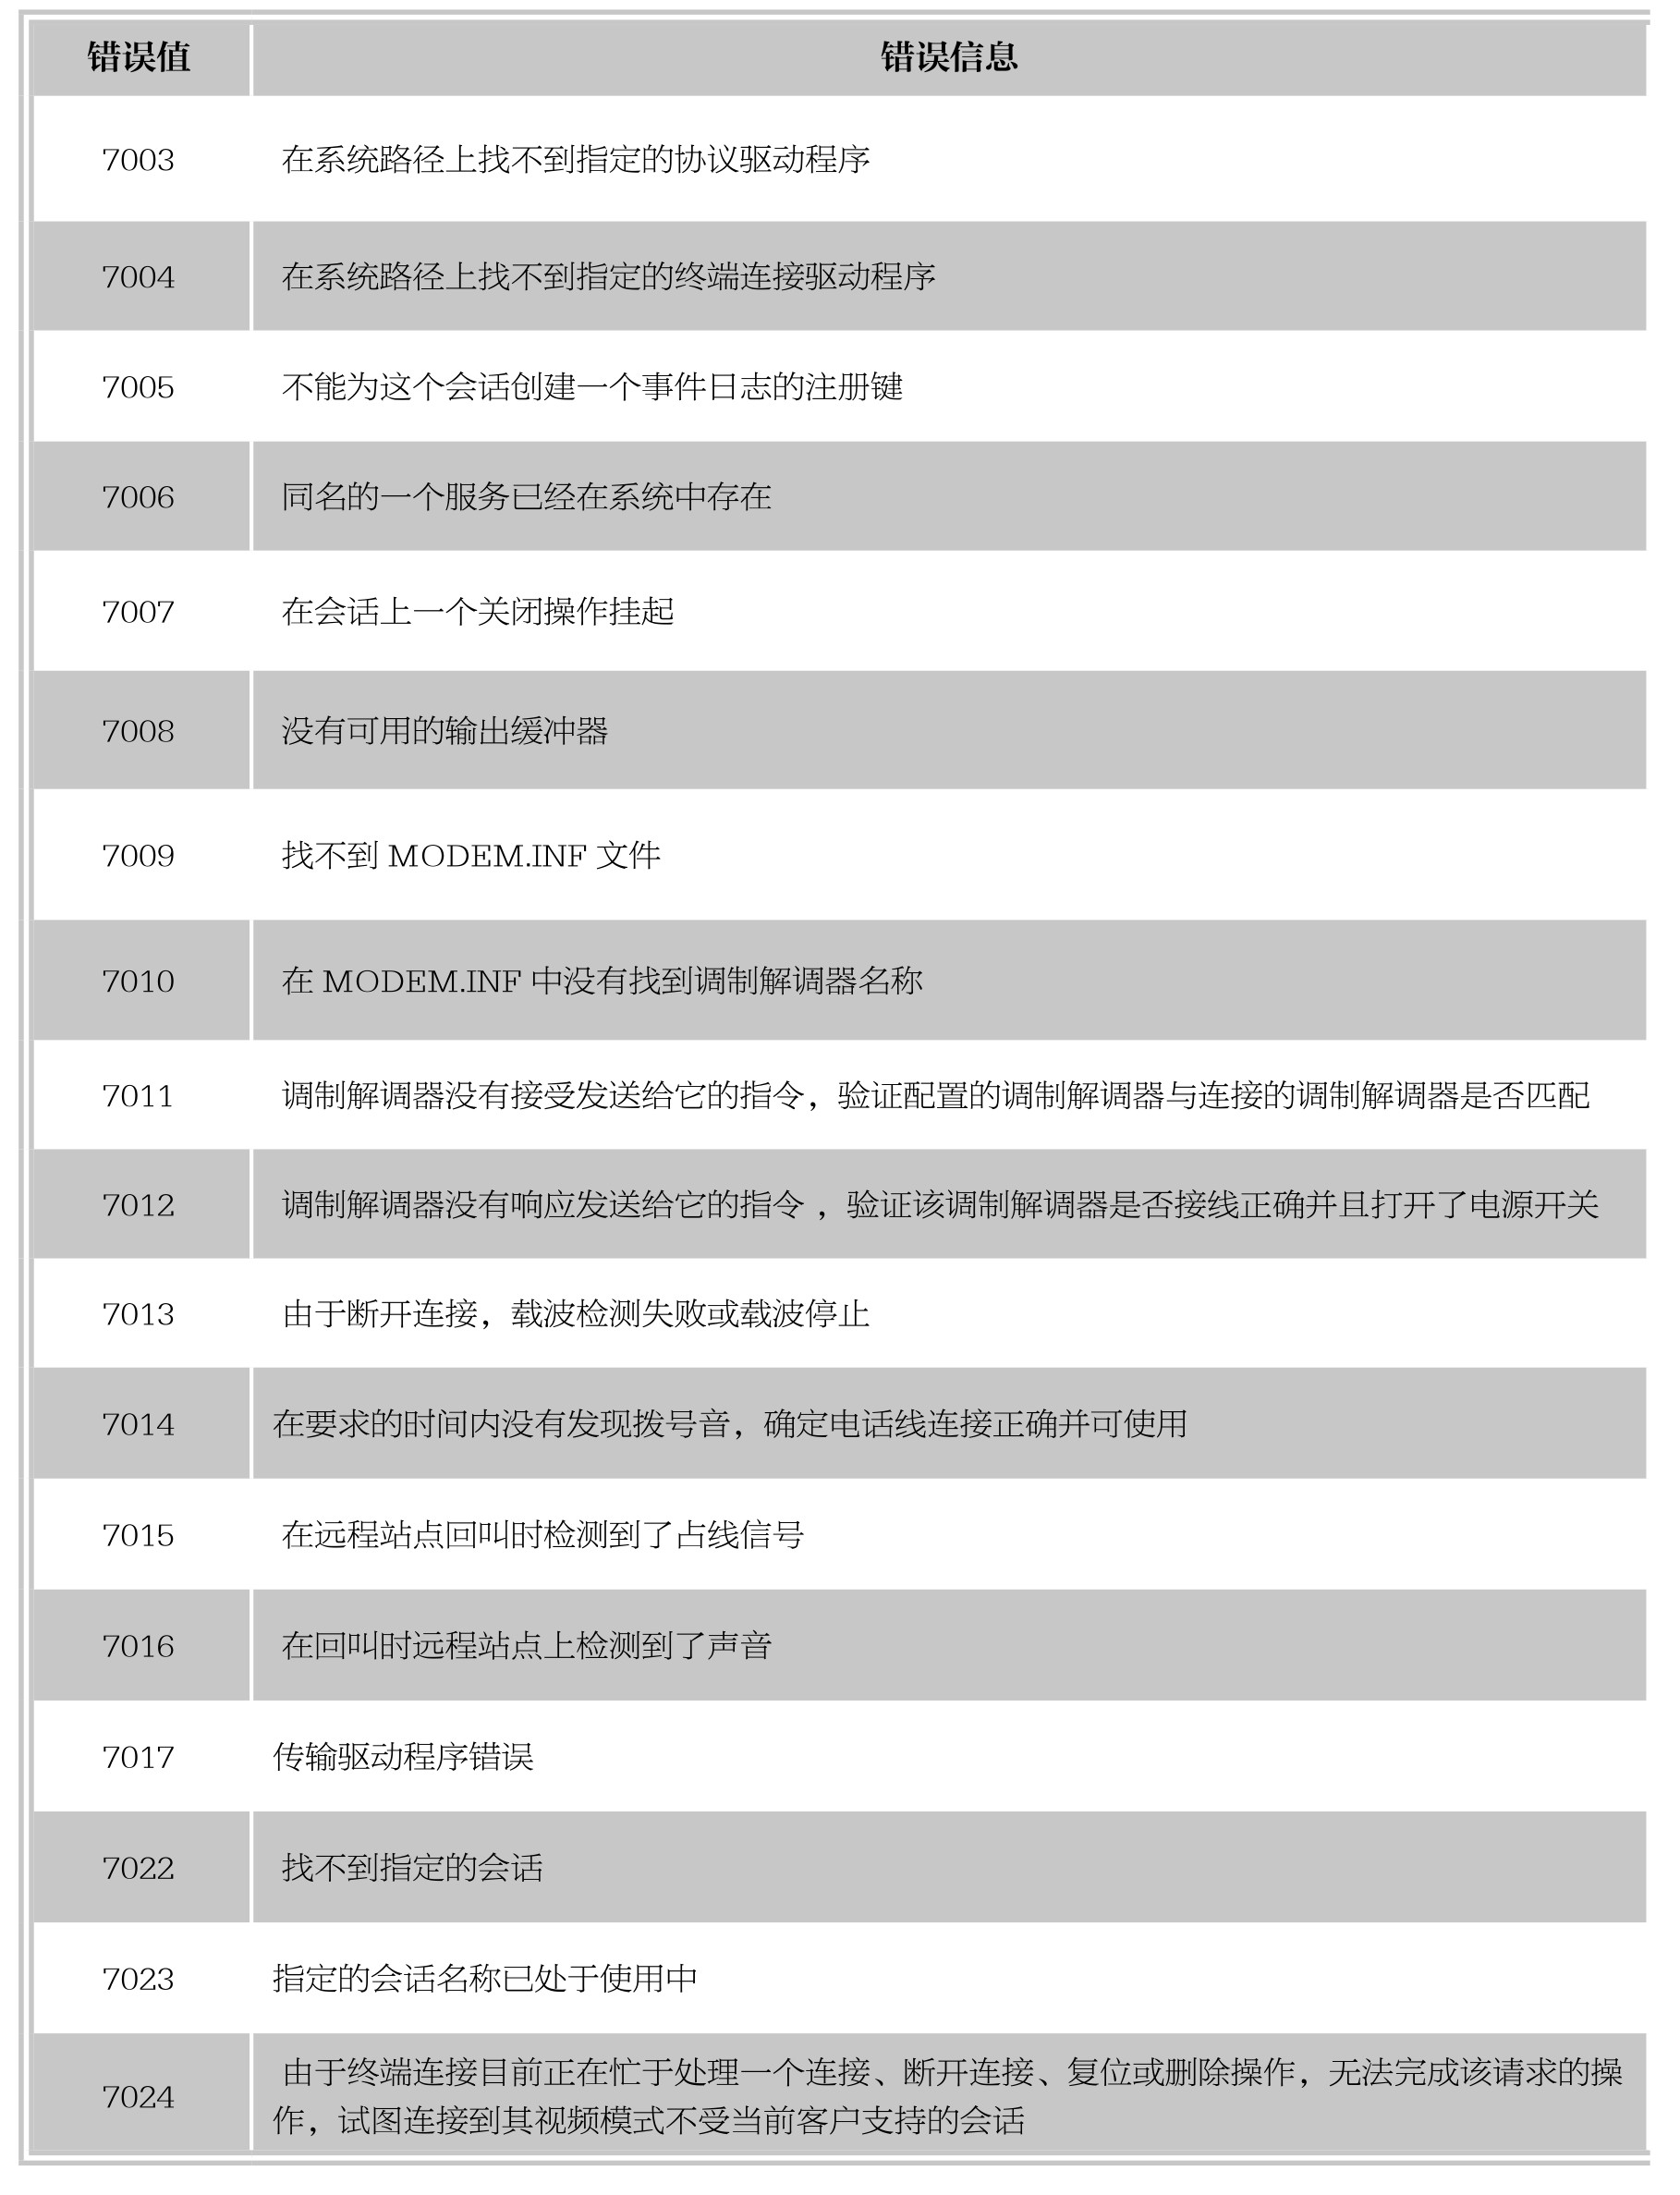 错误值 错误信息
7003 在系统路径上找不到指定的协议驱动程序
7004 在系统路径上找不到指定的终端连接驱动程序
7005 不能为这个会话创建一个事件日志的注册键
7006 同名的一个服务已经在系统中存在
7007 在会话上一个关闭操作挂起
7008 没有可用的输出缓冲器
7009 找不到 MODEM.INF 文件
7010 在 MODEM.INF 中没有找到调制解调器名称
7011 调制解调器没有接受发送给它的指令，验证配置的调制解调器与连接的调制解调器是否匹配
7012 调制解调器没有响应发送给它的指令 ，验证该调制解调器是否接线正确并且打开了电源开关
7013 由于断开连接，载波检测失败或载波停止
7014 在要求的时间内没有发现拨号音，确定电话线连接正确并可使用
7015 在远程站点回叫时检测到了占线信号
7016 在回叫时远程站点上检测到了声音
7017 传输驱动程序错误
7022 找不到指定的会话
7023 指定的会话名称已处于使用中
7024 由于终端连接目前正在忙于处理一个连接、断开连接、复位或删除操作，无法完成该请求的操
作，试图连接到其视频模式不受当前客户支持的会话